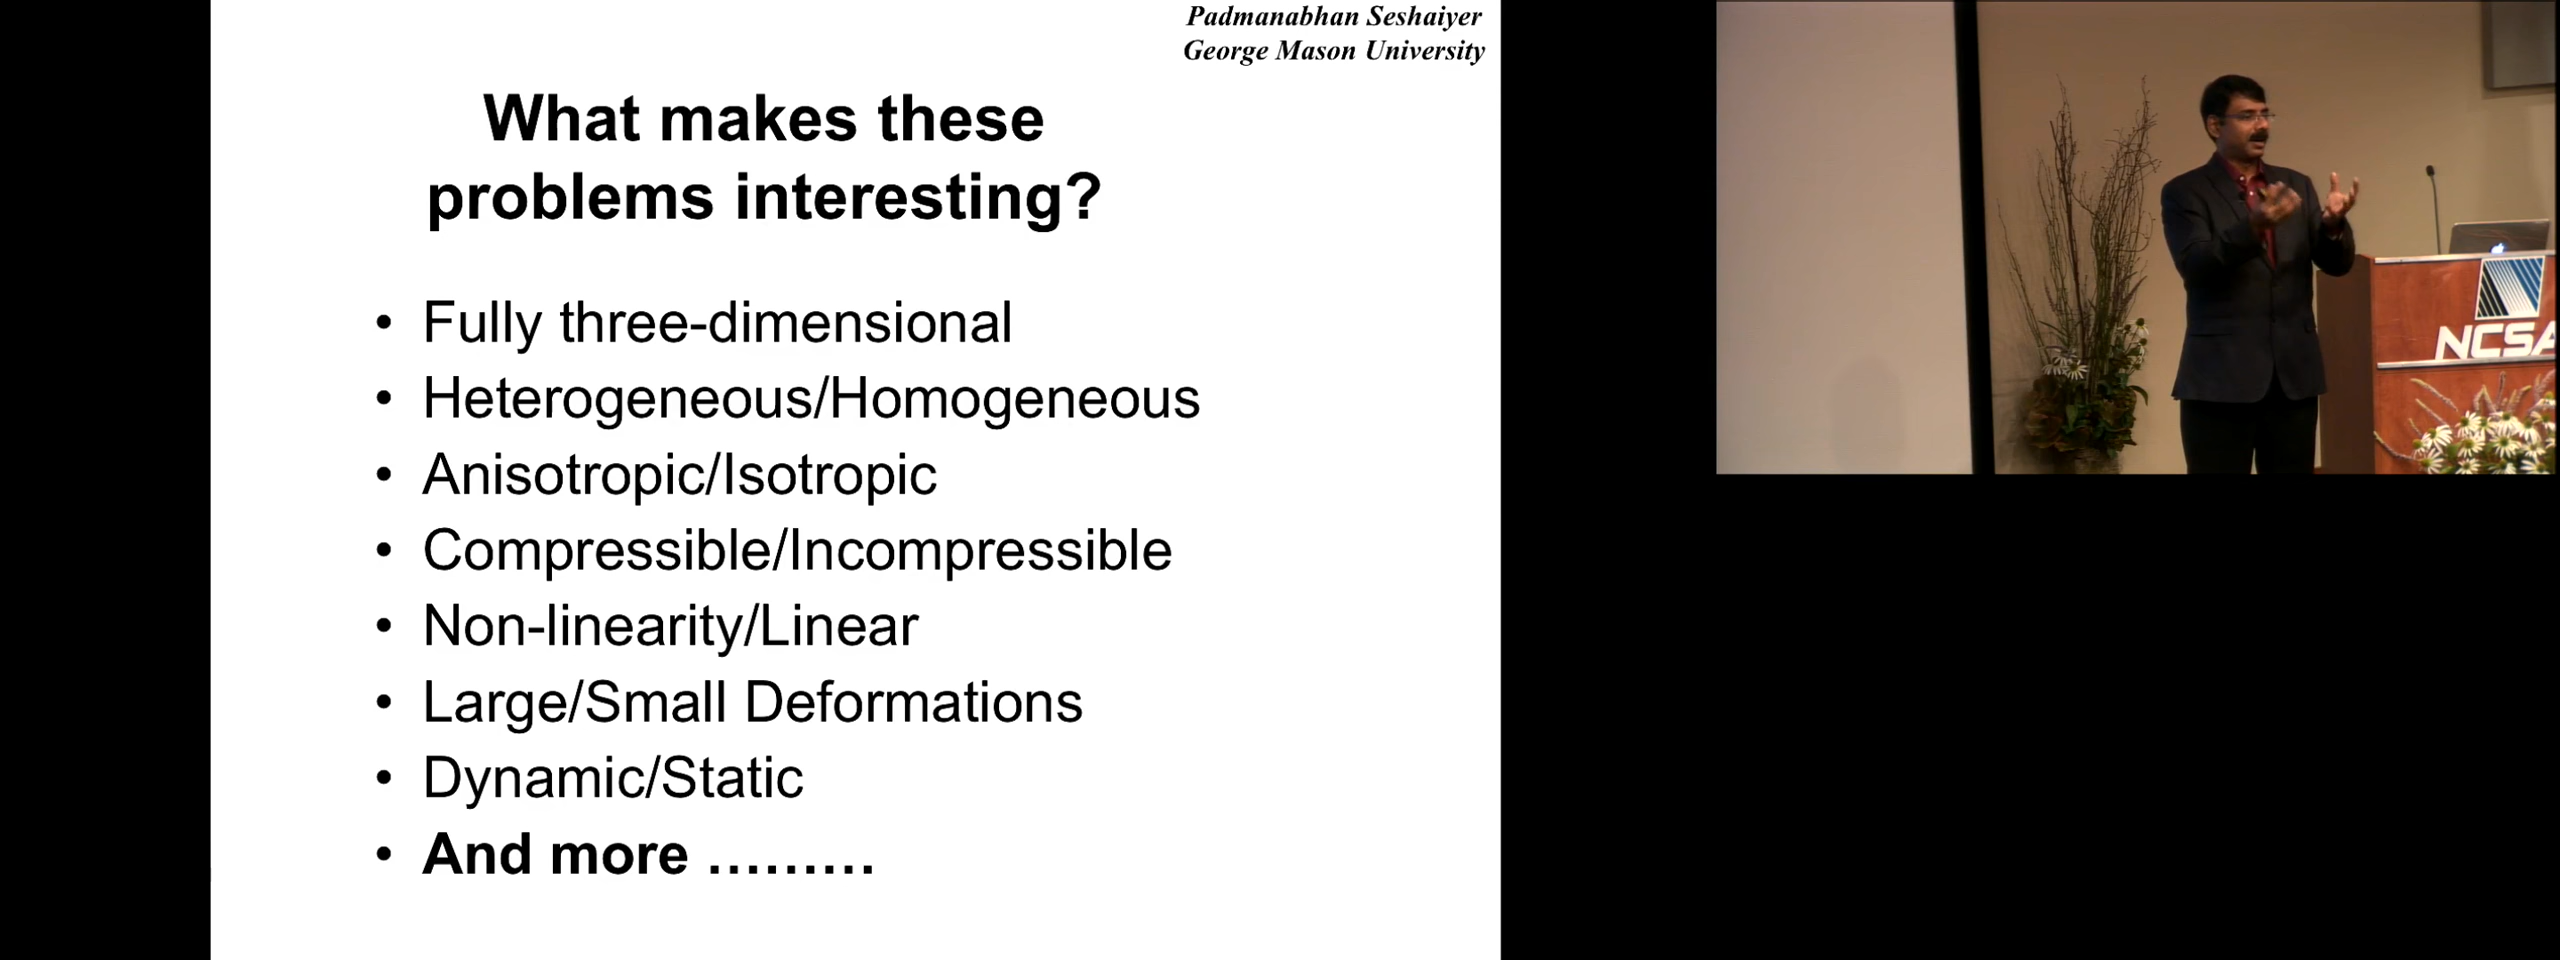 Padmanabhan Seshaiyer
George Mason University
What makes these
problems interesting?
• Fully three-dimensional
• Heterogeneous/Homogeneous
• Anisotropic/Isotropic
• Compressible/Incompressible
• Non-linearity/Linear
• Large/Small Deformations
• Dynamic/Static
• And more .........
NCSA